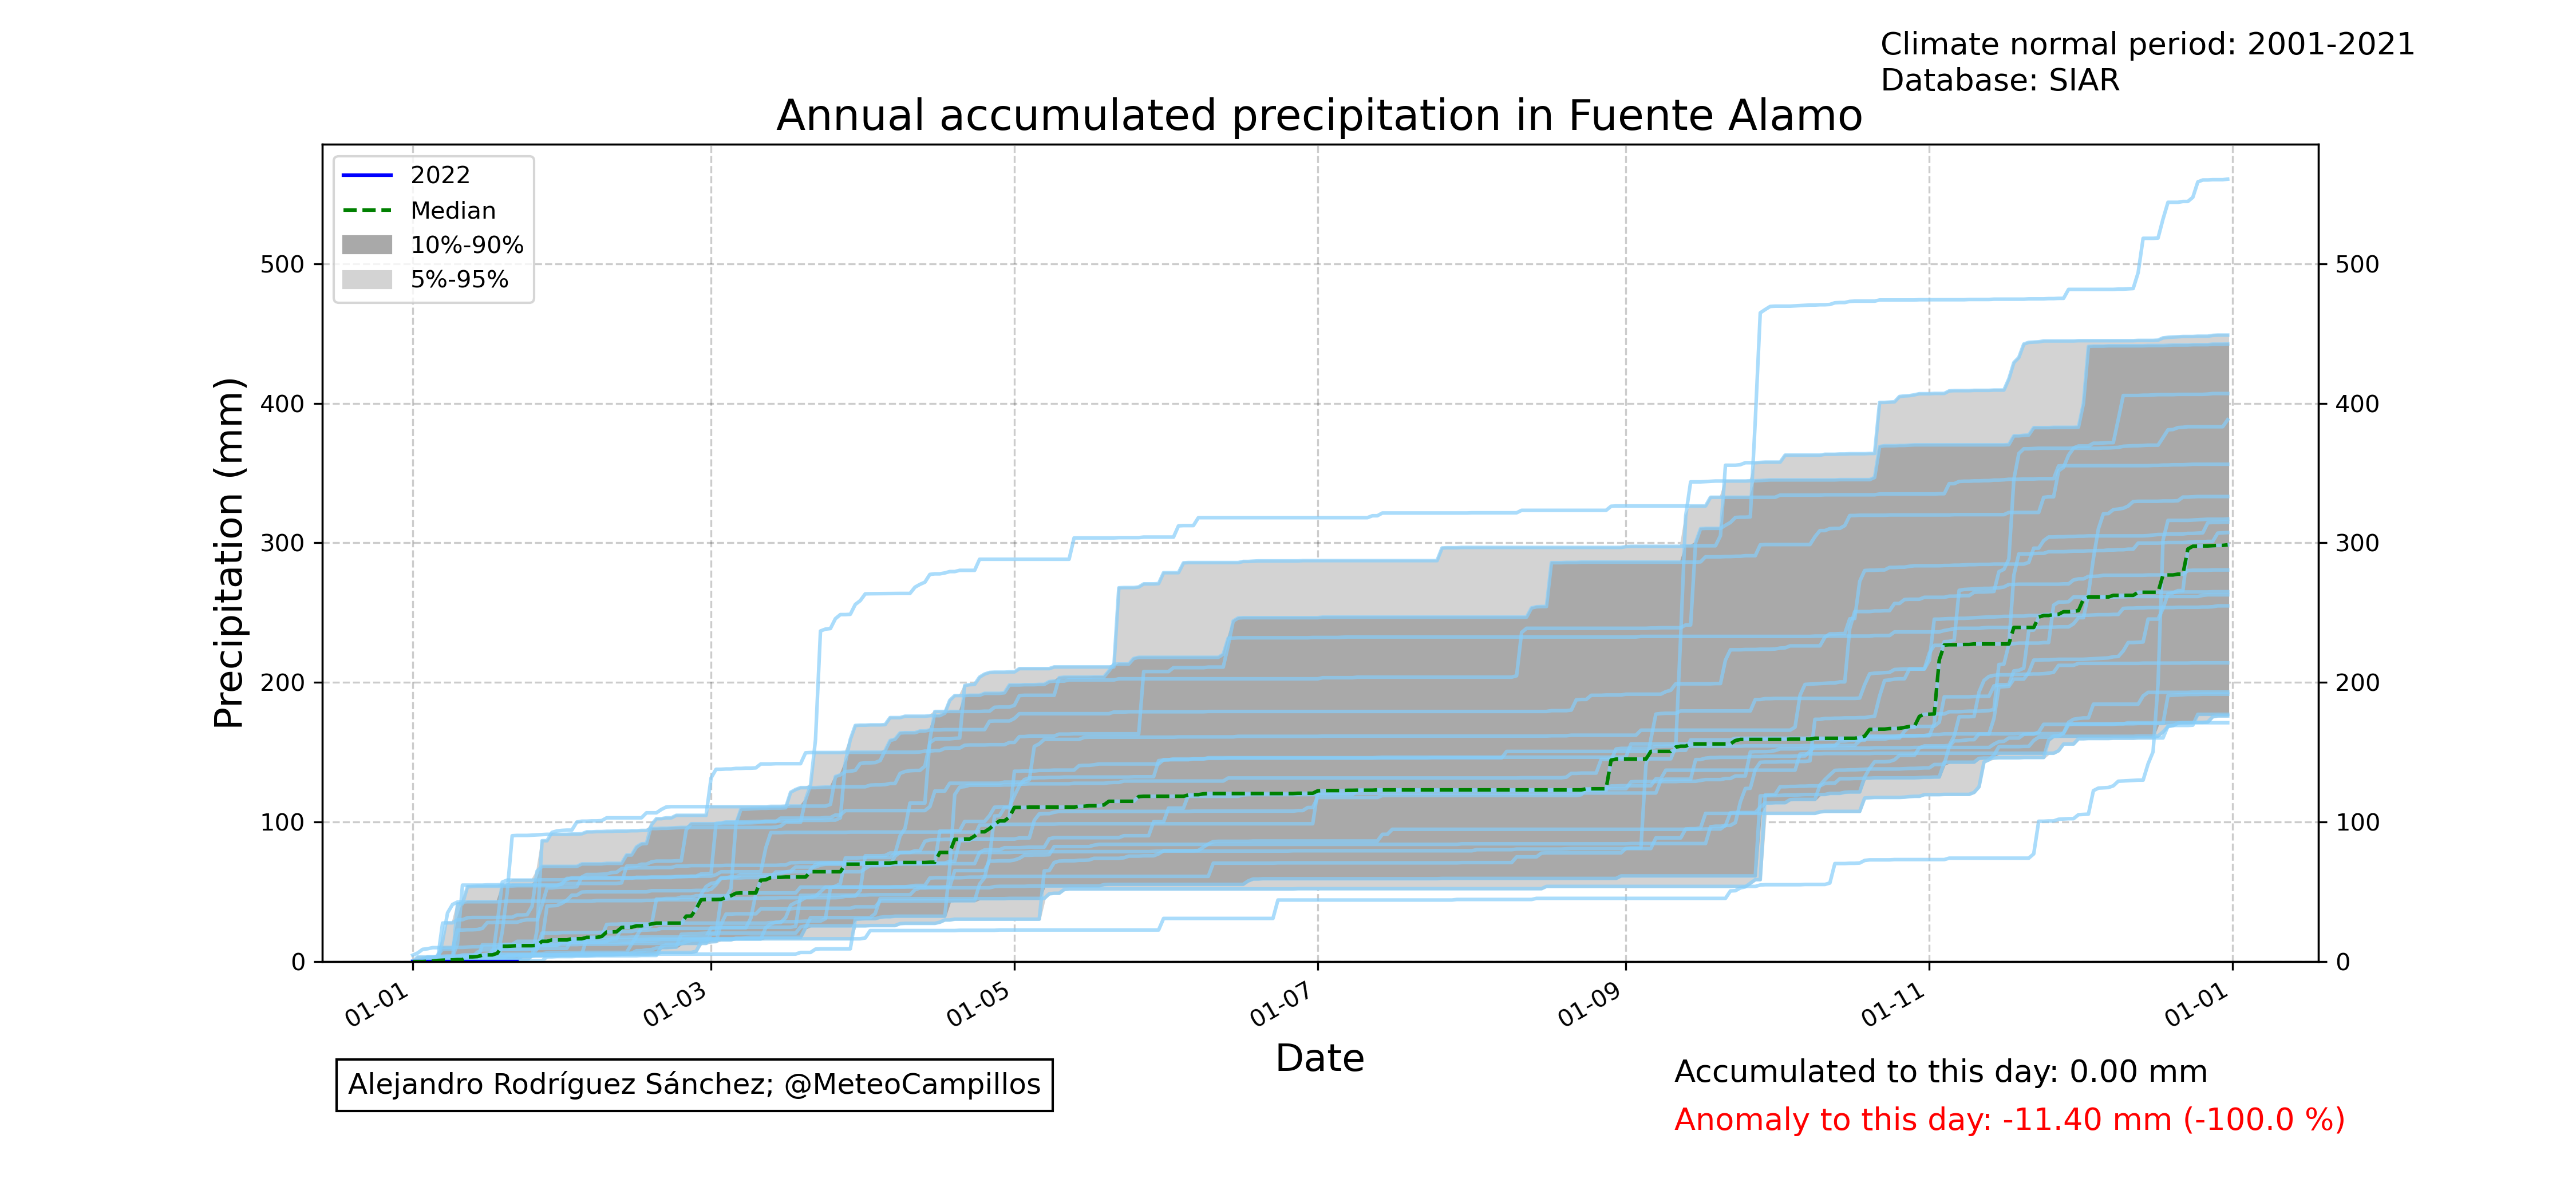 Climate normal period: 2001-2021
Database: SIAR
Annual accumulated precipitation in Fuente Alamo
2022
Median
10%-90%
5%-95%
Precipitation (mm)
500
400
300
200
100
0
500
400
300
200
100
0
01-01
01-03
01-05
01-07
01-09
01-11
01-01
Date
Alejandro Rodríguez Sánchez; @MeteoCampillos
Accumulated to this day: 0.00 mm
Anomaly to this day: -11.40 mm (-100.0 %)